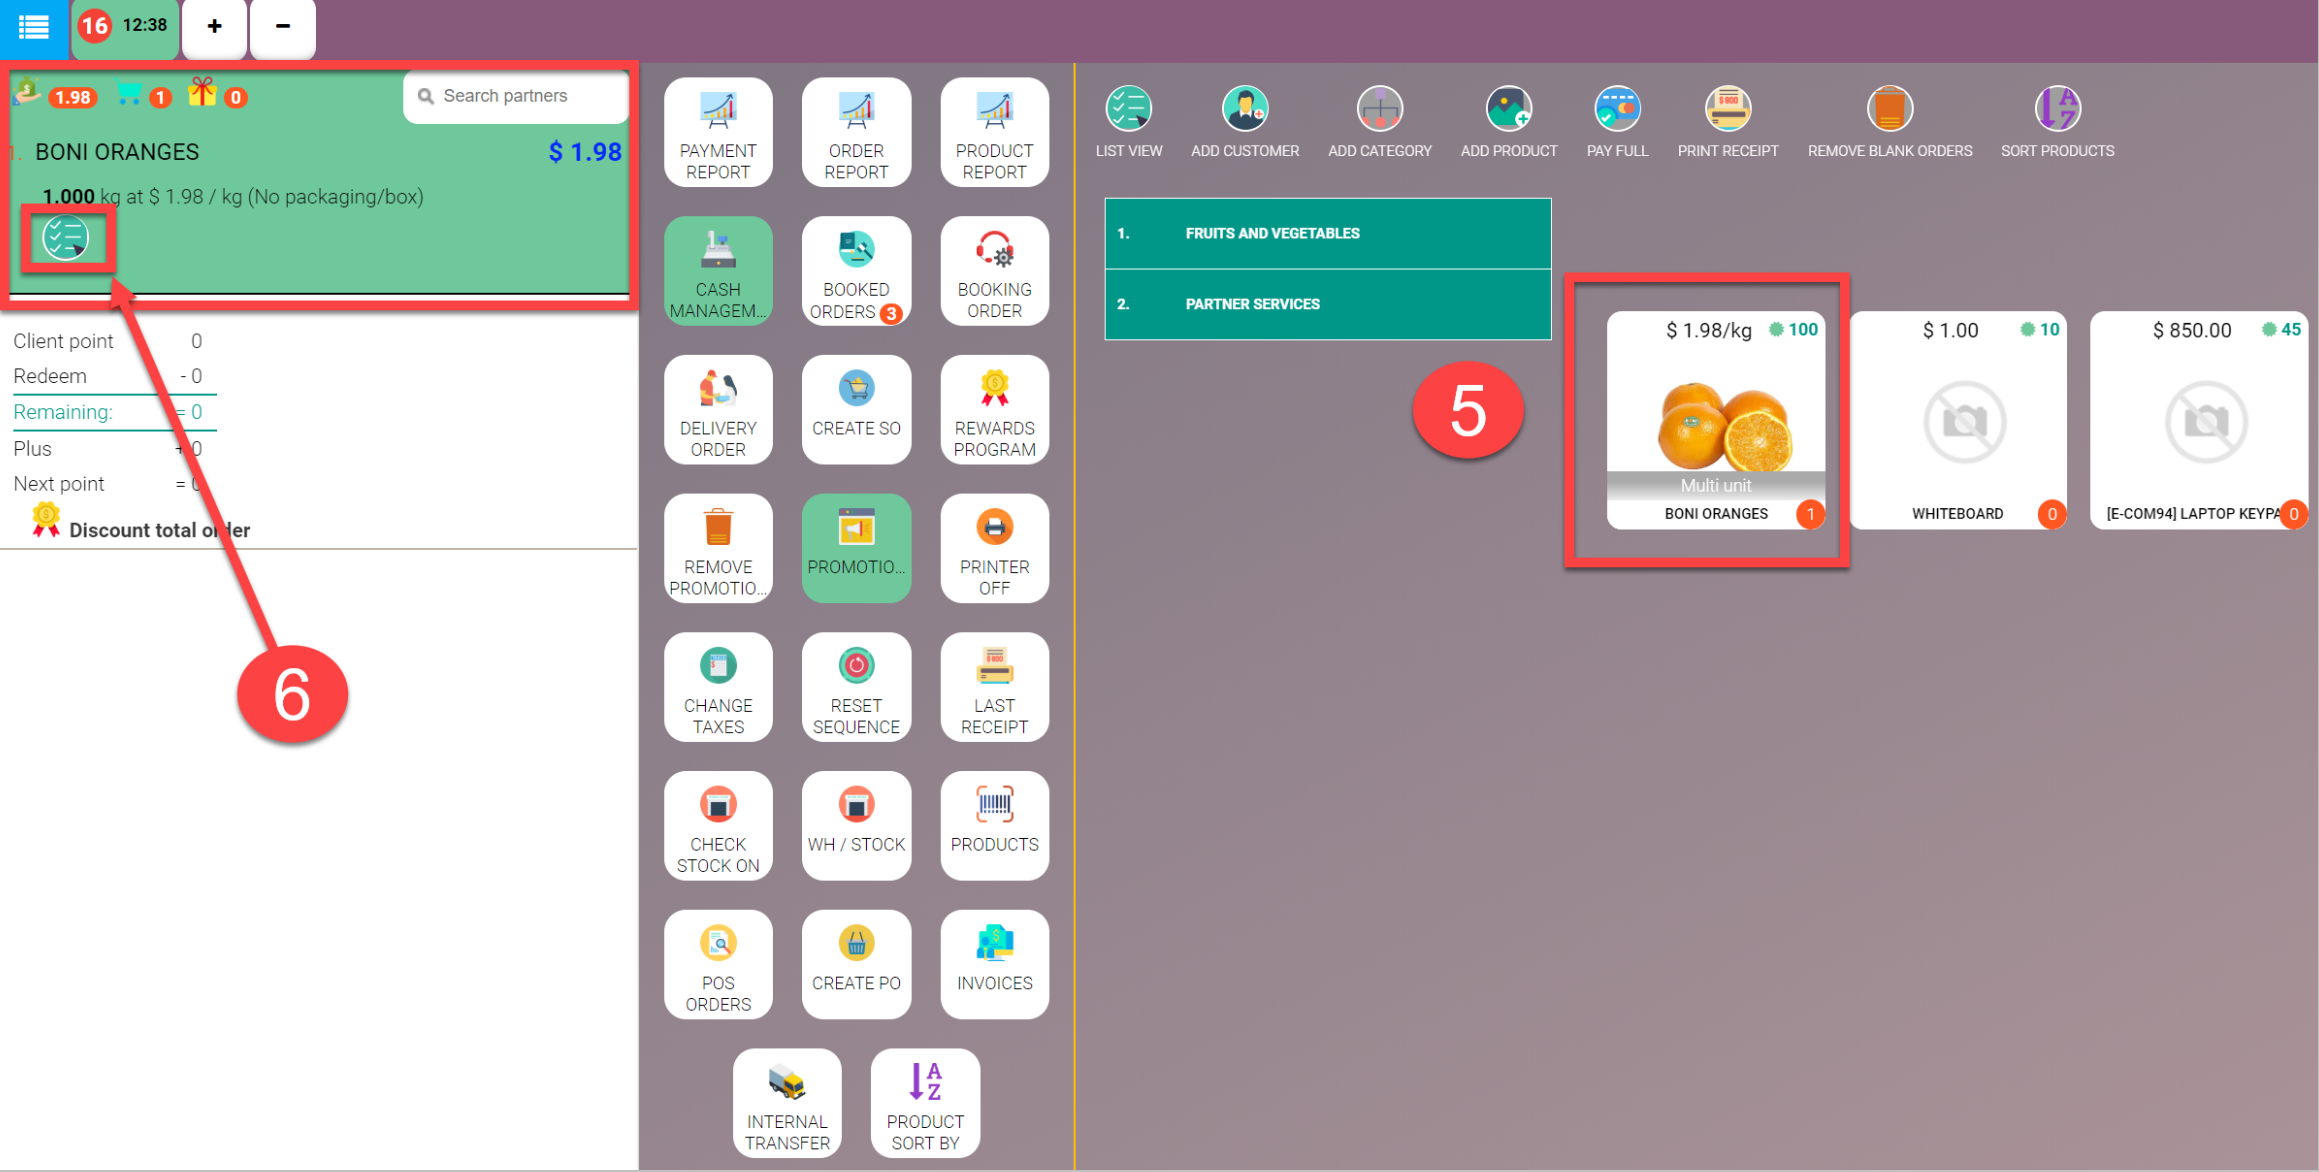 16 12:38 + -
1.98 1 0 Search partners
1. BONI ORANGES $ 1.98
1.000 kg at $ 1.98 / kg (No packaging/box)
Client point 0
Redeem - 0
Remaining: = 0
Plus + 0
Next point = 0
Discount total order
6
PAYMENT REPORT
ORDER REPORT
PRODUCT REPORT
CASH MANAGEM...
BOOKED ORDERS 3
BOOKING ORDER
DELIVERY ORDER
CREATE SO
REWARDS PROGRAM
REMOVE PROMOTIO...
PROMOTIO...
PRINTER OFF
CHANGE TAXES
RESET SEQUENCE
LAST RECEIPT
CHECK STOCK ON
WH / STOCK
PRODUCTS
POS ORDERS
CREATE PO
INVOICES
INTERNAL TRANSFER
A Z
PRODUCT SORT BY
LIST VIEW ADD CUSTOMER ADD CATEGORY ADD PRODUCT PAY FULL PRINT RECEIPT REMOVE BLANK ORDERS SORT PRODUCTS
1. FRUITS AND VEGETABLES
2. PARTNER SERVICES
5
$ 1.98/kg 100
Multi unit
BONI ORANGES 1
$ 1.00 10
WHITEBOARD 0
$ 850.00 45
[E-COM94] LAPTOP KEYPA 0